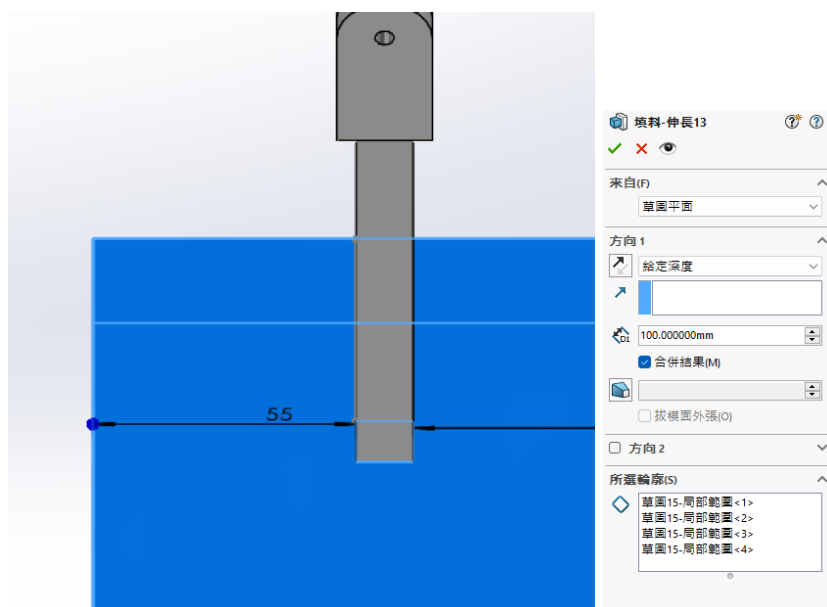 55
填料-伸長13
來自(F)
草圖平面
方向 1
給定深度
D1
100.000000mm
合併結果(M)
拔模面外張(O)
方向 2
所選輪廓(S)
草圖15-局部範圍<1>
草圖15-局部範圍<2>
草圖15-局部範圍<3>
草圖15-局部範圍<4>